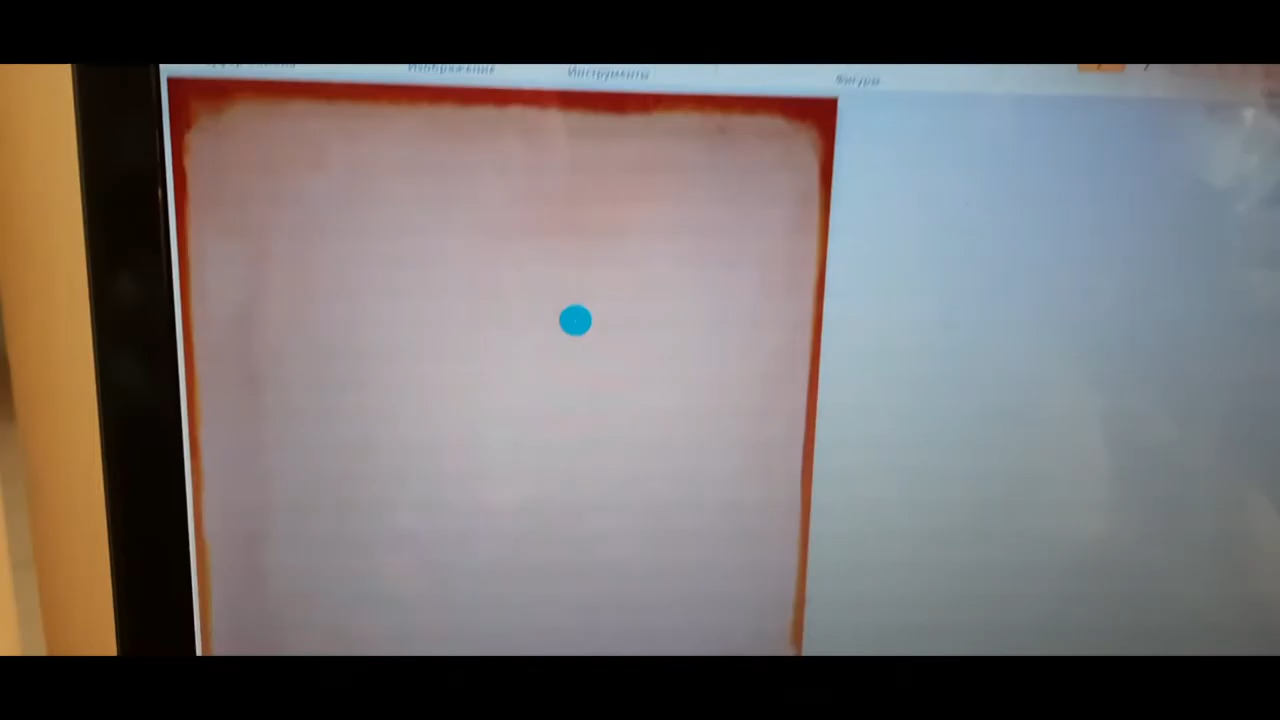 Изображение Инструменты Фигуры